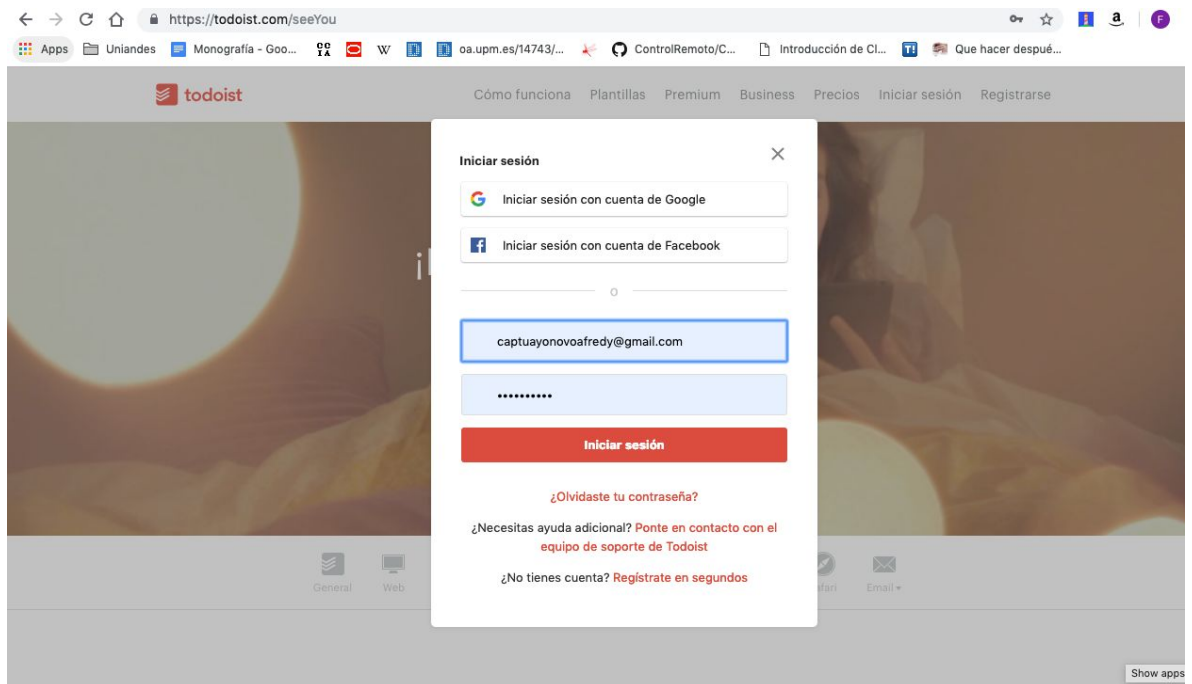 https://todoist.com/seeYou
Apps Uniandes Monografía - Goo... W oa.upm.es/14743/... ControlRemoto/C... Introducción de Cl... T! Que hacer despué...
todoist Cómo funciona Plantillas Premium Business Precios Iniciar sesión Registrarse
Iniciar sesión
Iniciar sesión con cuenta de Google
Iniciar sesión con cuenta de Facebook
¡
o
captuayonovoafredy@gmail.com
••••••••••
Iniciar sesión
¿Olvidaste tu contraseña?
¿Necesitas ayuda adicional? Ponte en contacto con el
equipo de soporte de Todoist
¿No tienes cuenta? Regístrate en segundos
General Web Email
Show apps